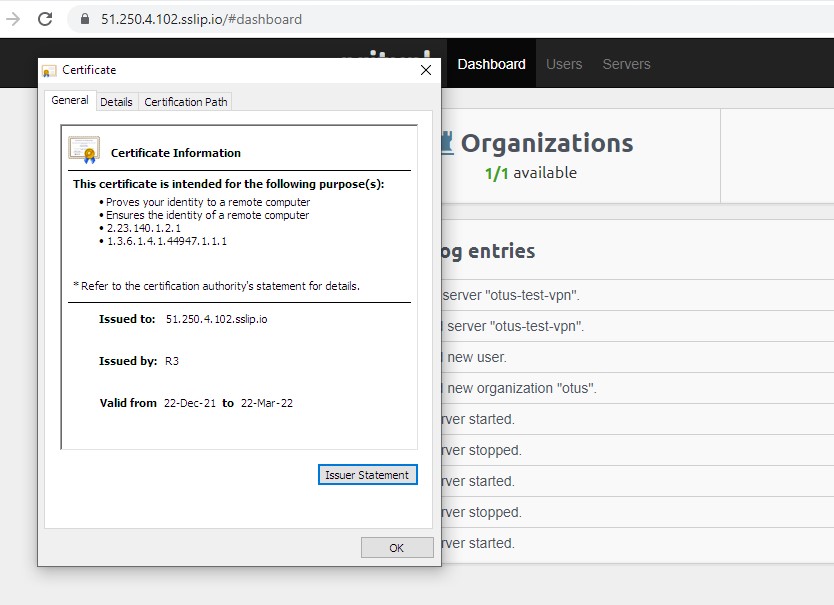 51.250.4.102.sslip.io/#dashboard
Certificate
Dashboard Users Servers
General Details Certification Path
Certificate Information
This certificate is intended for the following purpose(s):
• Proves your identity to a remote computer
• Ensures the identity of a remote computer
• 2.23.140.1.2.1
• 1.3.6.1.4.1.44947.1.1.1
* Refer to the certification authority's statement for details.
Issued to: 51.250.4.102.sslip.io
Issued by: R3
Valid from 22-Dec-21 to 22-Mar-22
Issuer Statement
OK
Organizations
1/1 available
og entries
server "otus-test-vpn".
server "otus-test-vpn".
new user.
new organization "otus".
rver started.
rver stopped.
rver started.
rver stopped.
rver started.